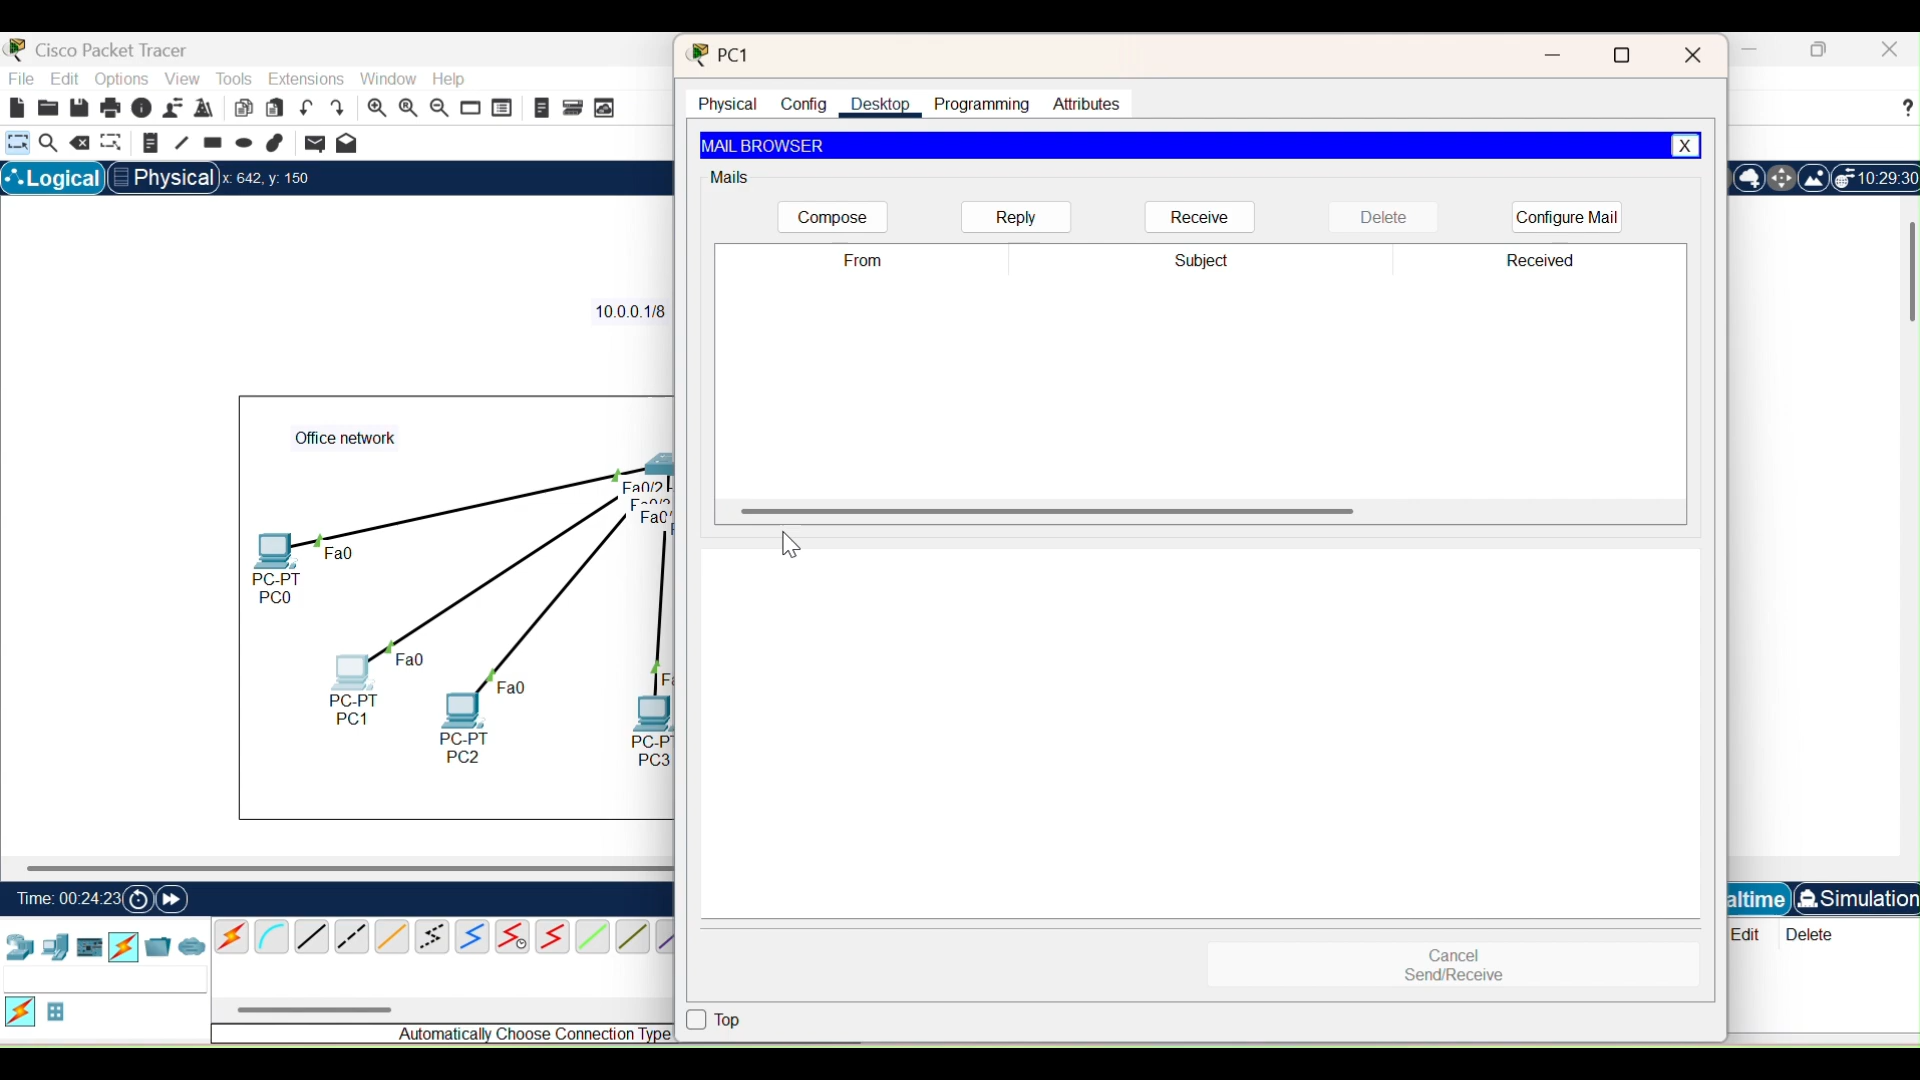 Cisco Packet Tracer
File Edit Options View Tools Extensions Window Help
Logical Physical x: 642, y: 150
10.0.0.1/8
Office network
Fa0/2
Fa0
PC-PT
PC0
Fa0
PC-PT
PC1
Fa0
PC-PT
PC2
PC3
Time: 00:24:23
Automatically Choose Connection Type
PC1
Physical Config Desktop Programming Attributes
MAIL BROWSER X
Mails
Compose Reply Receive Delete Configure Mail
From Subject Received
Cancel
Send/Receive
Top
?
10:29:30
Simulation
Edit Delete